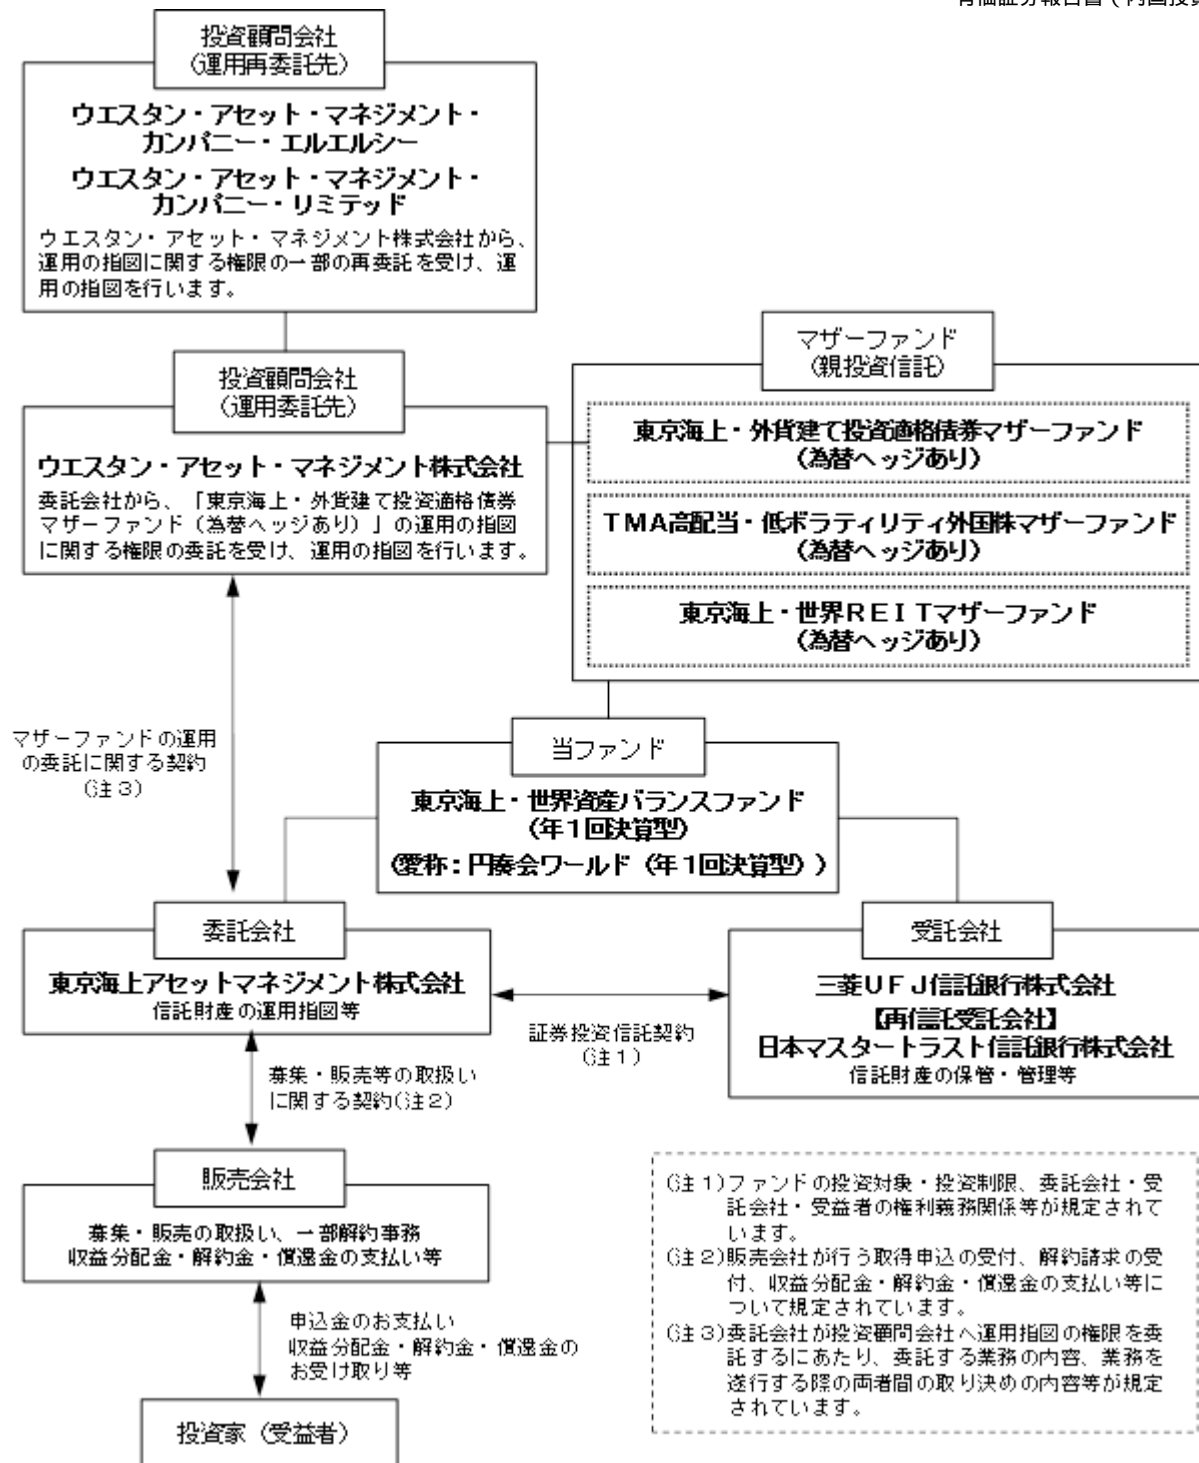 投資顧問会社
(運用再委託先)
ウエスタン・アセット・マネジメント・
カンパニー・エルエルシー
ウエスタン・アセット・マネジメント・
カンパニー・リミテッド
ウエスタン・アセット・マネジメント株式会社から、
運用の指図に関する権限の一部の再委託を受け、運
用の指図を行います。
投資顧問会社
(運用委託先)
ウエスタン・アセット・マネジメント株式会社
委託会社から、「東京海上・外貨建て投資適格債券
マザーファンド（為替ヘッジあり）」の運用の指図
に関する権限の委託を受け、運用の指図を行います。
マザーファンド
(親投資信託)
東京海上・外貨建て投資適格債券マザーファンド
(為替ヘッジあり)
ＴＭＡ高配当・低ボラティリティ外国株マザーファンド
(為替ヘッジあり)
東京海上・世界ＲＥＩＴマザーファンド
(為替ヘッジあり)
マザーファンドの運用
の委託に関する契約
(注３)
当ファンド
東京海上・世界資産バランスファンド
(年１回決算型)
(愛称：円奏会ワールド（年１回決算型）)
委託会社
東京海上アセットマネジメント株式会社
信託財産の運用指図等
証券投資信託契約
(注１)
受託会社
三菱ＵＦＪ信託銀行株式会社
【再信託受託会社】
日本マスタートラスト信託銀行株式会社
信託財産の保管・管理等
募集・販売等の取扱い
に関する契約(注２)
販売会社
募集・販売の取扱い、一部解約事務
収益分配金・解約金・償還金の支払い等
申込金のお支払い
収益分配金・解約金・償還金の
お受け取り等
投資家（受益者）
(注１)ファンドの投資対象・投資制限、委託会社・受
託会社・受益者の権利義務関係等が規定されて
います。
(注２)販売会社が行う取得申込の受付、解約請求の受
付、収益分配金・解約金・償還金の支払い等に
ついて規定されています。
(注３)委託会社が投資顧問会社へ運用指図の権限を委
託するにあたり、委託する業務の内容、業務を
遂行する際の両者間の取り決めの内容等が規定
されています。